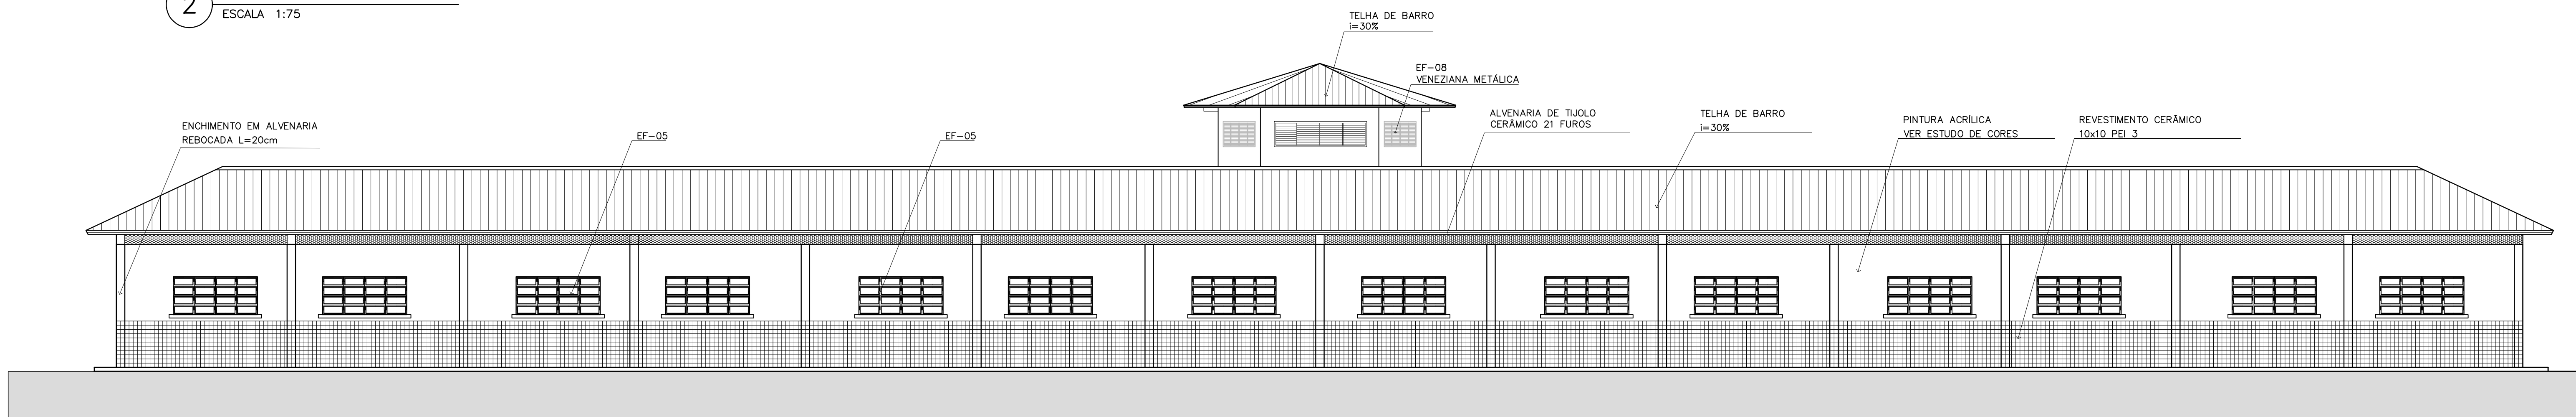 2
ESCALA 1:75
TELHA DE BARRO
i=30%
EF-08
VENEZIANA METÁLICA
ENCHIMENTO EM ALVENARIA
REBOCADA L=20cm
EF-05
EF-05
ALVENARIA DE TIJOLO
CERÂMICO 21 FUROS
TELHA DE BARRO
i=30%
PINTURA ACRÍLICA
VER ESTUDO DE CORES
REVESTIMENTO CERÂMICO
10x10 PEI 3